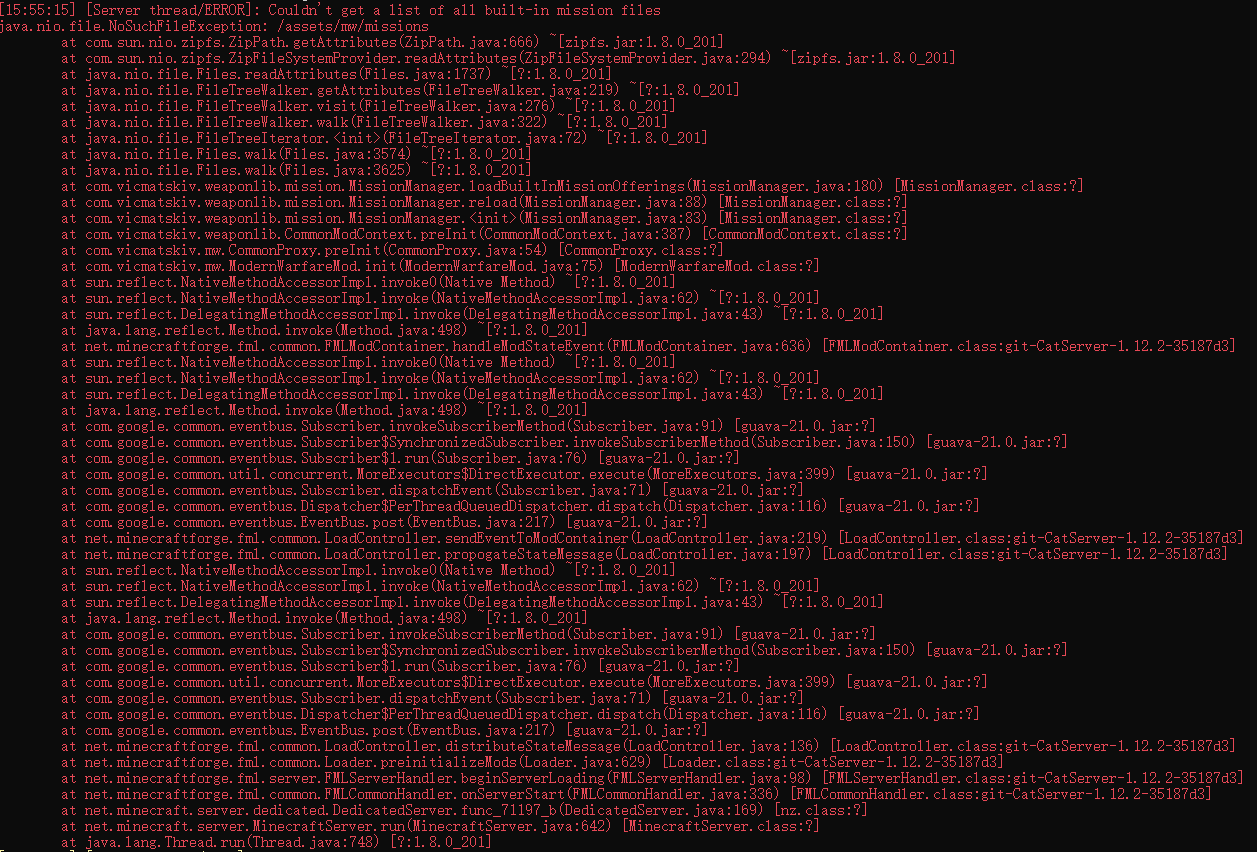 [15:55:15] [Server thread/ERROR]: Couldn't get a list of all built-in mission files
java.nio.file.NoSuchFileException: /assets/mw/missions
at com.sun.nio.zipfs.ZipPath.getAttributes(ZipPath.java:666) ~[zipfs.jar:1.8.0_201]
at com.sun.nio.zipfs.ZipFileSystemProvider.readAttributes(ZipFileSystemProvider.java:294) ~[zipfs.jar:1.8.0_201]
at java.nio.file.Files.readAttributes(Files.java:1737) ~[?:1.8.0_201]
at java.nio.file.FileTreeWalker.getAttributes(FileTreeWalker.java:219) ~[?:1.8.0_201]
at java.nio.file.FileTreeWalker.visit(FileTreeWalker.java:276) ~[?:1.8.0_201]
at java.nio.file.FileTreeWalker.walk(FileTreeWalker.java:322) ~[?:1.8.0_201]
at java.nio.file.FileTreeIterator.<init>(FileTreeIterator.java:72) ~[?:1.8.0_201]
at java.nio.file.Files.walk(Files.java:3574) ~[?:1.8.0_201]
at java.nio.file.Files.walk(Files.java:3625) ~[?:1.8.0_201]
at com.vicmatskiv.weaponlib.mission.MissionManager.loadBuiltInMissionOfferings(MissionManager.java:180) [MissionManager.class:?]
at com.vicmatskiv.weaponlib.mission.MissionManager.reload(MissionManager.java:88) [MissionManager.class:?]
at com.vicmatskiv.weaponlib.mission.MissionManager.<init>(MissionManager.java:83) [MissionManager.class:?]
at com.vicmatskiv.weaponlib.CommonModContext.preInit(CommonModContext.java:387) [CommonModContext.class:?]
at com.vicmatskiv.mw.CommonProxy.preInit(CommonProxy.java:54) [CommonProxy.class:?]
at com.vicmatskiv.mw.ModernWarfareMod.init(ModernWarfareMod.java:75) [ModernWarfareMod.class:?]
at sun.reflect.NativeMethodAccessorImpl.invoke0(Native Method) ~[?:1.8.0_201]
at sun.reflect.NativeMethodAccessorImpl.invoke(NativeMethodAccessorImpl.java:62) ~[?:1.8.0_201]
at sun.reflect.DelegatingMethodAccessorImpl.invoke(DelegatingMethodAccessorImpl.java:43) ~[?:1.8.0_201]
at java.lang.reflect.Method.invoke(Method.java:498) ~[?:1.8.0_201]
at net.minecraftforge.fml.common.FMLModContainer.handleModStateEvent(FMLModContainer.java:636) [FMLModContainer.class:git-CatServer-1.12.2-35187d3]
at sun.reflect.NativeMethodAccessorImpl.invoke0(Native Method) ~[?:1.8.0_201]
at sun.reflect.NativeMethodAccessorImpl.invoke(NativeMethodAccessorImpl.java:62) ~[?:1.8.0_201]
at sun.reflect.DelegatingMethodAccessorImpl.invoke(DelegatingMethodAccessorImpl.java:43) ~[?:1.8.0_201]
at java.lang.reflect.Method.invoke(Method.java:498) ~[?:1.8.0_201]
at com.google.common.eventbus.Subscriber.invokeSubscriberMethod(Subscriber.java:91) [guava-21.0.jar:?]
at com.google.common.eventbus.Subscriber$SynchronizedSubscriber.invokeSubscriberMethod(Subscriber.java:150) [guava-21.0.jar:?]
at com.google.common.eventbus.Subscriber$1.run(Subscriber.java:76) [guava-21.0.jar:?]
at com.google.common.util.concurrent.MoreExecutors$DirectExecutor.execute(MoreExecutors.java:399) [guava-21.0.jar:?]
at com.google.common.eventbus.Subscriber.dispatchEvent(Subscriber.java:71) [guava-21.0.jar:?]
at com.google.common.eventbus.Dispatcher$PerThreadQueuedDispatcher.dispatch(Dispatcher.java:116) [guava-21.0.jar:?]
at com.google.common.eventbus.EventBus.post(EventBus.java:217) [guava-21.0.jar:?]
at net.minecraftforge.fml.common.LoadController.sendEventToModContainer(LoadController.java:219) [LoadController.class:git-CatServer-1.12.2-35187d3]
at net.minecraftforge.fml.common.LoadController.propogateStateMessage(LoadController.java:197) [LoadController.class:git-CatServer-1.12.2-35187d3]
at sun.reflect.NativeMethodAccessorImpl.invoke0(Native Method) ~[?:1.8.0_201]
at sun.reflect.NativeMethodAccessorImpl.invoke(NativeMethodAccessorImpl.java:62) ~[?:1.8.0_201]
at sun.reflect.DelegatingMethodAccessorImpl.invoke(DelegatingMethodAccessorImpl.java:43) ~[?:1.8.0_201]
at java.lang.reflect.Method.invoke(Method.java:498) ~[?:1.8.0_201]
at com.google.common.eventbus.Subscriber.invokeSubscriberMethod(Subscriber.java:91) [guava-21.0.jar:?]
at com.google.common.eventbus.Subscriber$SynchronizedSubscriber.invokeSubscriberMethod(Subscriber.java:150) [guava-21.0.jar:?]
at com.google.common.eventbus.Subscriber$1.run(Subscriber.java:76) [guava-21.0.jar:?]
at com.google.common.util.concurrent.MoreExecutors$DirectExecutor.execute(MoreExecutors.java:399) [guava-21.0.jar:?]
at com.google.common.eventbus.Subscriber.dispatchEvent(Subscriber.java:71) [guava-21.0.jar:?]
at com.google.common.eventbus.Dispatcher$PerThreadQueuedDispatcher.dispatch(Dispatcher.java:116) [guava-21.0.jar:?]
at com.google.common.eventbus.EventBus.post(EventBus.java:217) [guava-21.0.jar:?]
at net.minecraftforge.fml.common.LoadController.distributeStateMessage(LoadController.java:136) [LoadController.class:git-CatServer-1.12.2-35187d3]
at net.minecraftforge.fml.common.Loader.preinitializeMods(Loader.java:629) [Loader.class:git-CatServer-1.12.2-35187d3]
at net.minecraftforge.fml.server.FMLServerHandler.beginServerLoading(FMLServerHandler.java:98) [FMLServerHandler.class:git-CatServer-1.12.2-35187d3]
at net.minecraftforge.fml.common.FMLCommonHandler.onServerStart(FMLCommonHandler.java:336) [FMLCommonHandler.class:git-CatServer-1.12.2-35187d3]
at net.minecraft.server.dedicated.DedicatedServer.func_71197_b(DedicatedServer.java:169) [nz.class:?]
at net.minecraft.server.MinecraftServer.run(MinecraftServer.java:642) [MinecraftServer.class:?]
at java.lang.Thread.run(Thread.java:748) [?:1.8.0_201]